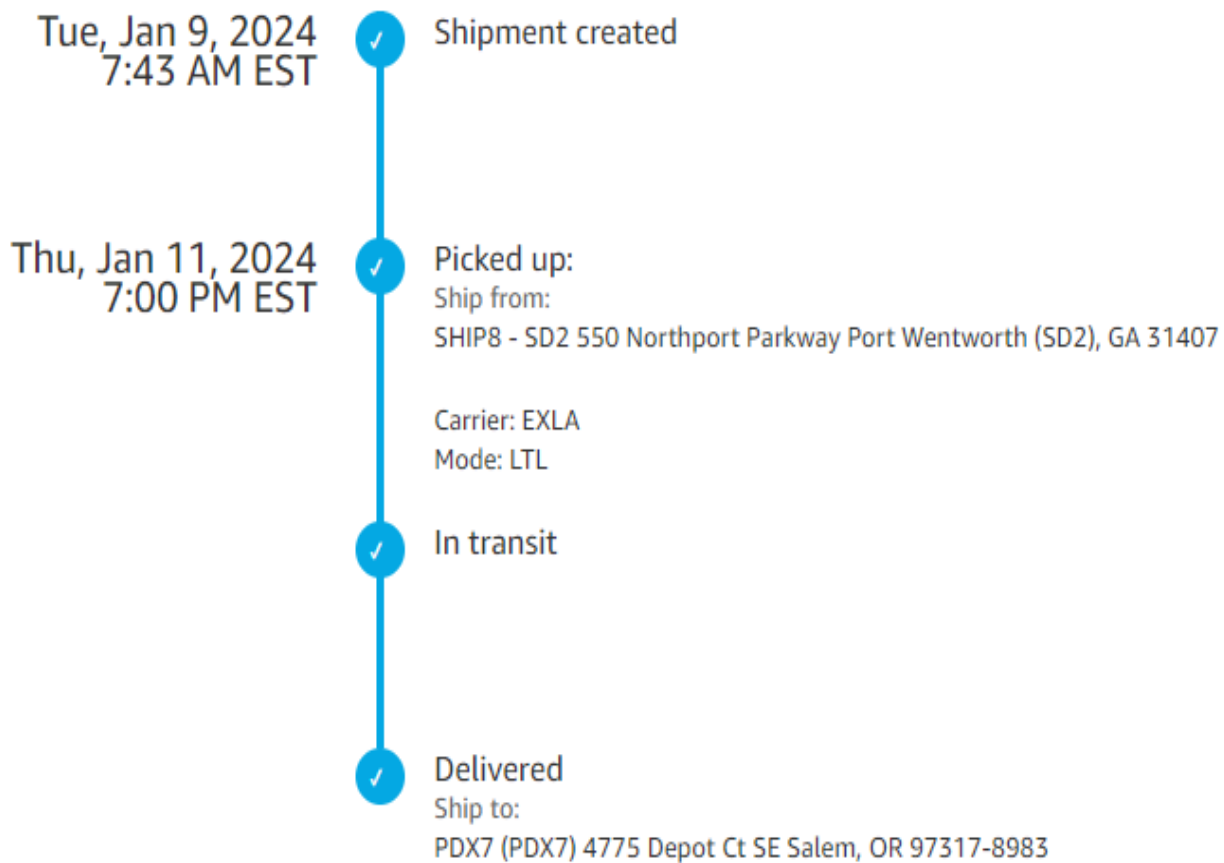 Tue, Jan 9, 2024
7:43 AM EST
Shipment created
Thu, Jan 11, 2024
7:00 PM EST
Picked up:
Ship from:
SHIP8 - SD2 550 Northport Parkway Port Wentworth (SD2), GA 31407
Carrier: EXLA
Mode: LTL
In transit
Delivered
Ship to:
PDX7 (PDX7) 4775 Depot Ct SE Salem, OR 97317-8983